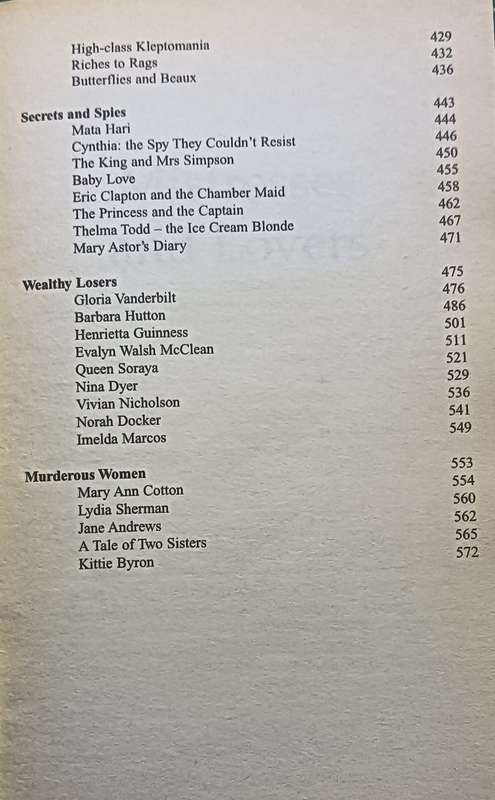 High-class Kleptomania 429
Riches to Rags 432
Butterflies and Beaux 436
Secrets and Spies 443
Mata Hari 444
Cynthia: the Spy They Couldn't Resist 446
The King and Mrs Simpson 450
Baby Love 455
Eric Clapton and the Chamber Maid 458
The Princess and the Captain 462
Thelma Todd – the Ice Cream Blonde 467
Mary Astor's Diary 471
Wealthy Losers 475
Gloria Vanderbilt 476
Barbara Hutton 486
Henrietta Guinness 501
Evalyn Walsh McClean 511
Queen Soraya 521
Nina Dyer 529
Vivian Nicholson 536
Norah Docker 541
Imelda Marcos 549
Murderous Women 553
Mary Ann Cotton 554
Lydia Sherman 560
Jane Andrews 562
A Tale of Two Sisters 565
Kittie Byron 572